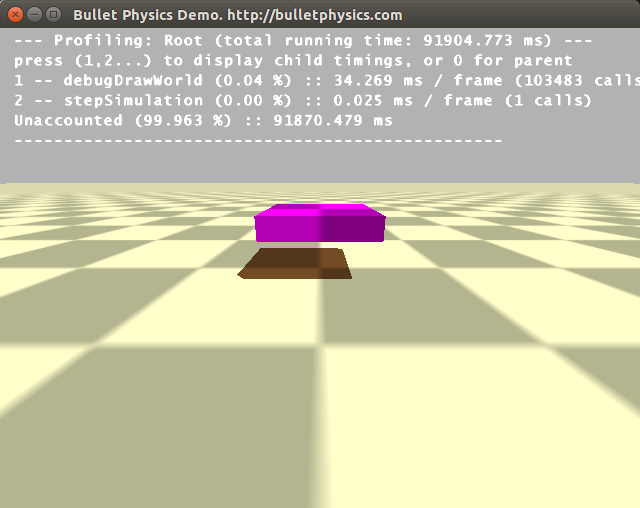 Bullet Physics Demo. http://bulletphysics.com
--- Profiling: Root (total running time: 91904.773 ms) ---
press (1,2...) to display child timings, or 0 for parent
1 -- debugDrawWorld (0.04 %) :: 34.269 ms / frame (103483 calls
2 -- stepSimulation (0.00 %) :: 0.025 ms / frame (1 calls)
Unaccounted (99.963 %) :: 91870.479 ms
-------------------------------------------------